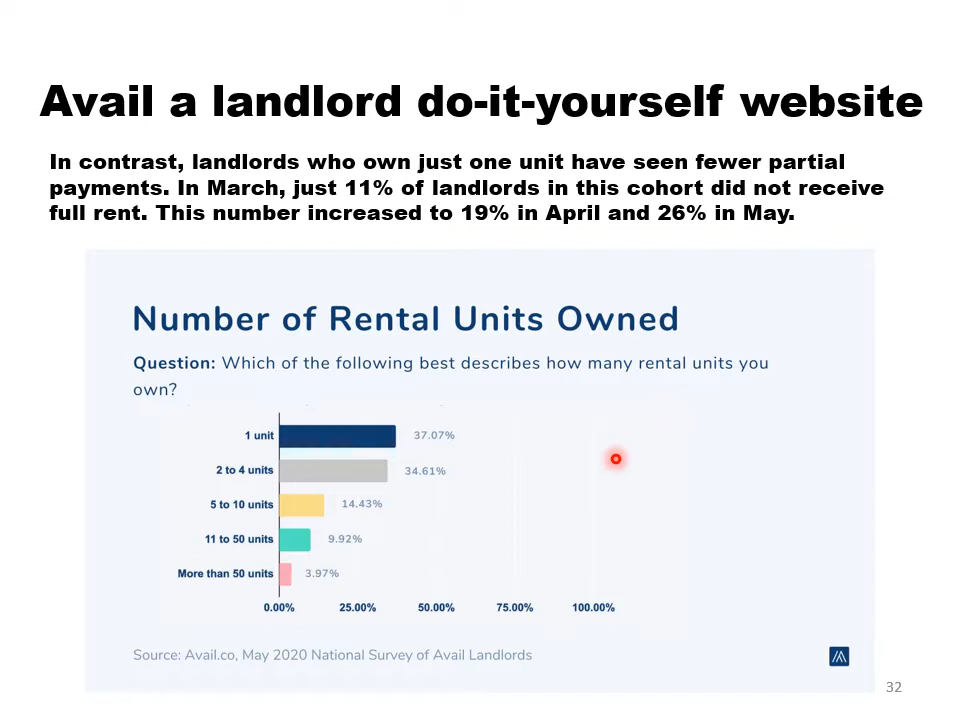 Avail a landlord do-it-yourself website
In contrast, landlords who own just one unit have seen fewer partial
payments. In March, just 11% of landlords in this cohort did not receive
full rent. This number increased to 19% in April and 26% in May.
Number of Rental Units Owned
Question: Which of the following best describes how many rental units you
own?
1 unit 37.07%
2 to 4 units 34.61%
5 to 10 units 14.43%
11 to 50 units 9.92%
More than 50 units 3.97%
0.00% 25.00% 50.00% 75.00% 100.00%
Source: Avail.co, May 2020 National Survey of Avail Landlords
32